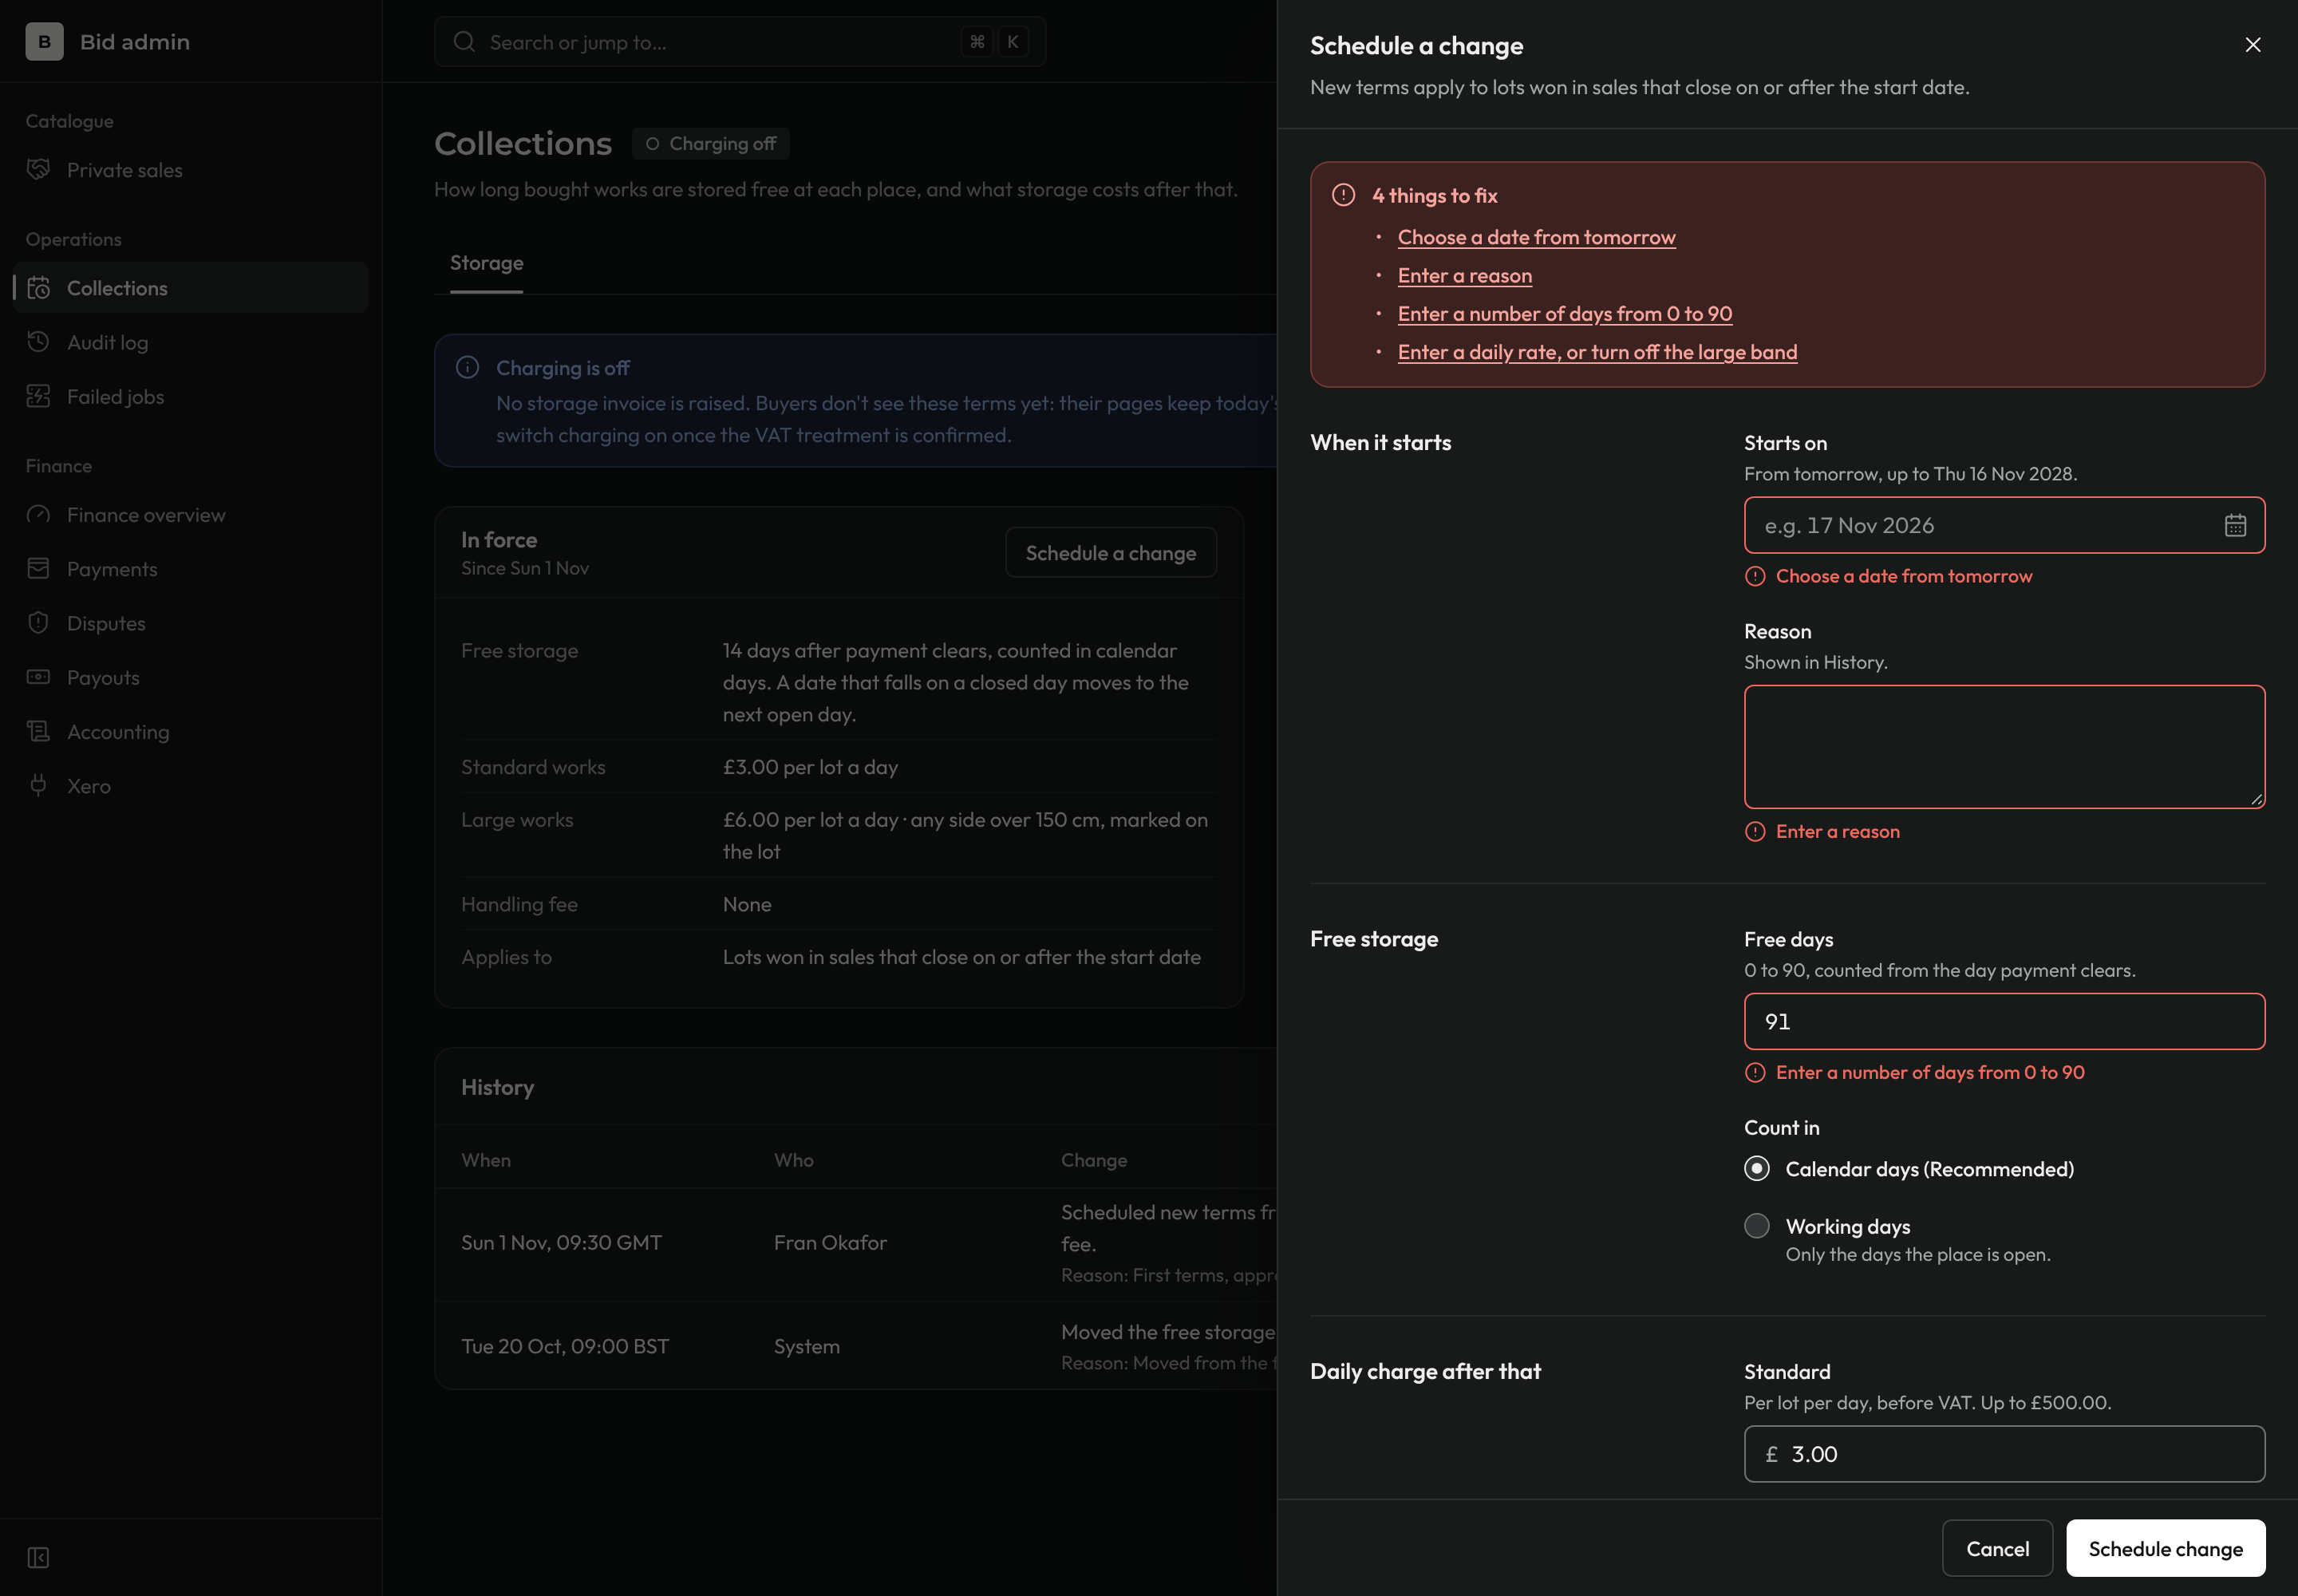 B
Bid admin
Catalogue
Private sales
Operations
Collections
Audit log
Failed jobs
Finance
Finance overview
Payments
Disputes
Payouts
Accounting
Xero
Search or jump to...
⌘ K
Collections
Charging off
How long bought works are stored free at each place, and what storage costs after that.
Storage
Charging is off
No storage invoice is raised. Buyers don't see these terms yet: their pages keep today's
switch charging on once the VAT treatment is confirmed.
In force
Since Sun 1 Nov
Schedule a change
Free storage
14 days after payment clears, counted in calendar
days. A date that falls on a closed day moves to the
next open day.
Standard works
£3.00 per lot a day
Large works
£6.00 per lot a day · any side over 150 cm, marked on
the lot
Handling fee
None
Applies to
Lots won in sales that close on or after the start date
History
When Who Change
Sun 1 Nov, 09:30 GMT
Fran Okafor
Scheduled new terms fr
fee.
Reason: First terms, appr
Tue 20 Oct, 09:00 BST
System
Moved the free storage
Reason: Moved from the f
Schedule a change
New terms apply to lots won in sales that close on or after the start date.
4 things to fix
• Choose a date from tomorrow
• Enter a reason
• Enter a number of days from 0 to 90
• Enter a daily rate, or turn off the large band
When it starts
Starts on
From tomorrow, up to Thu 16 Nov 2028.
e.g. 17 Nov 2026
Choose a date from tomorrow
Reason
Shown in History.
Enter a reason
Free storage
Free days
0 to 90, counted from the day payment clears.
91
Enter a number of days from 0 to 90
Count in
Calendar days (Recommended)
Working days
Only the days the place is open.
Daily charge after that
Standard
Per lot per day, before VAT. Up to £500.00.
£ 3.00
Cancel
Schedule change